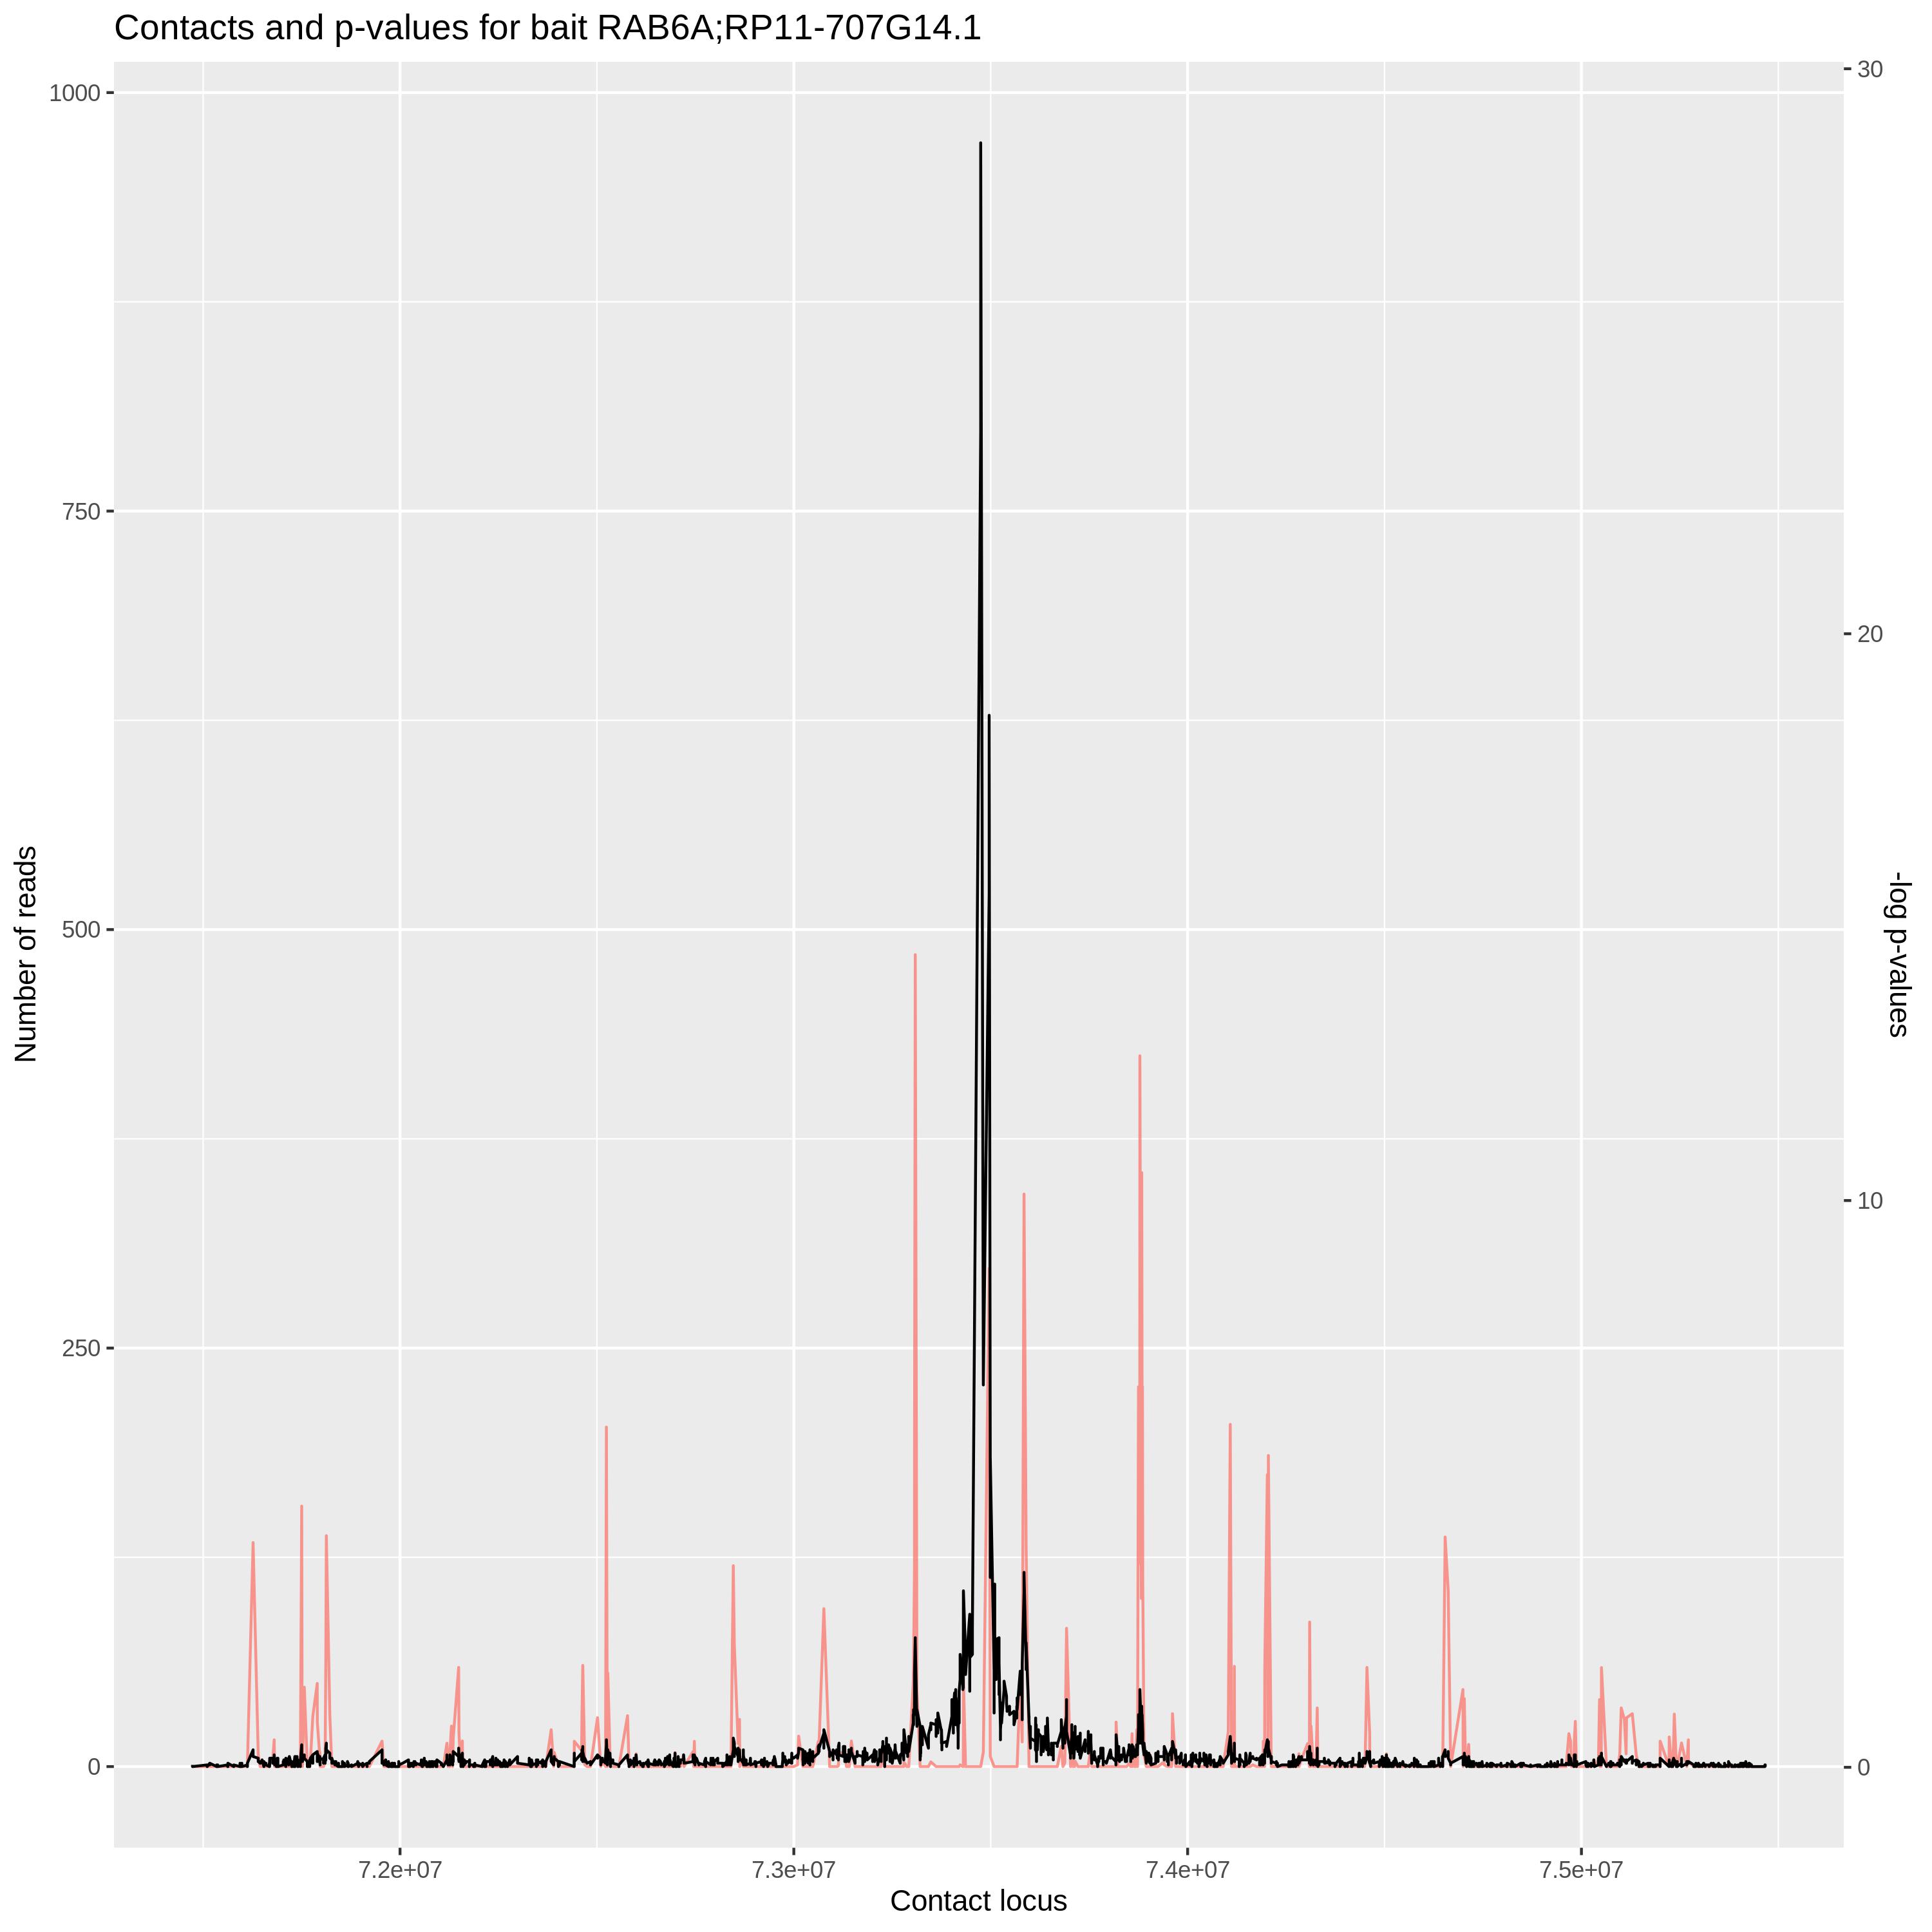 Contacts and p-values for bait RAB6A;RP11-707G14.1
1000
750
500
250
0
Number of reads
30
20
10
0
-log p-values
7.2e+07
7.3e+07
7.4e+07
7.5e+07
Contact locus